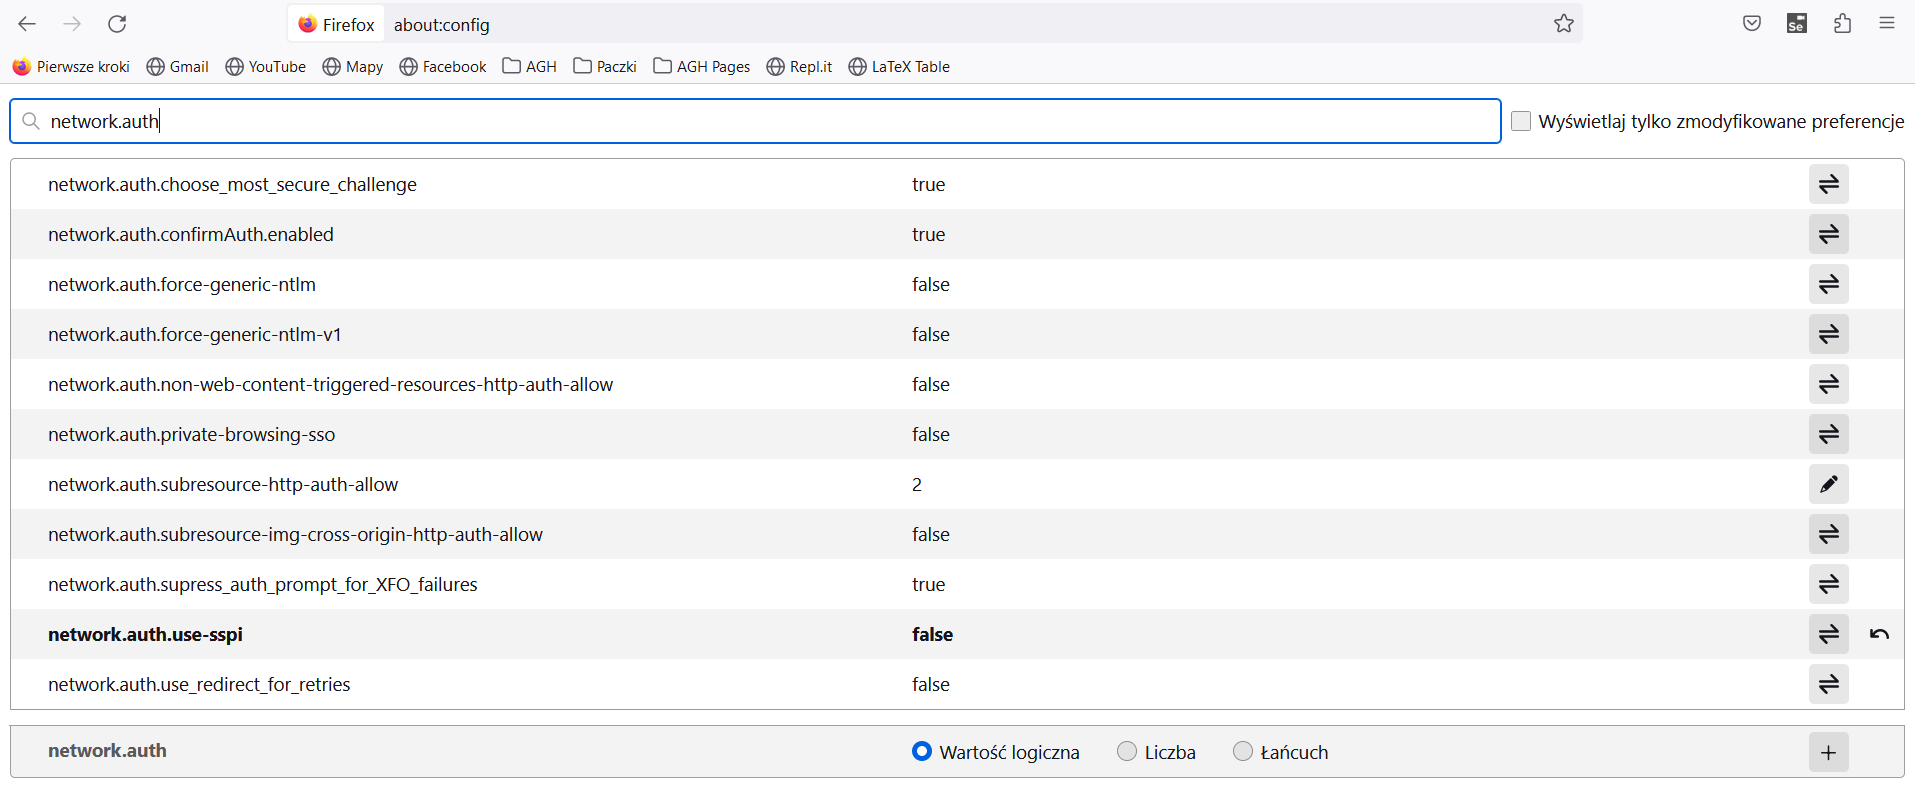 Firefox about:config Se
Pierwsze kroki Gmail YouTube Mapy Facebook AGH Paczki AGH Pages Repl.it LaTeX Table
network.auth Wyświetlaj tylko zmodyfikowane preferencje
network.auth.choose_most_secure_challenge true
network.auth.confirmAuth.enabled true
network.auth.force-generic-ntlm false
network.auth.force-generic-ntlm-v1 false
network.auth.non-web-content-triggered-resources-http-auth-allow false
network.auth.private-browsing-sso false
network.auth.subresource-http-auth-allow 2
network.auth.subresource-img-cross-origin-http-auth-allow false
network.auth.supress_auth_prompt_for_XFO_failures true
network.auth.use-sspi false
network.auth.use_redirect_for_retries false
network.auth Wartość logiczna Liczba Łańcuch